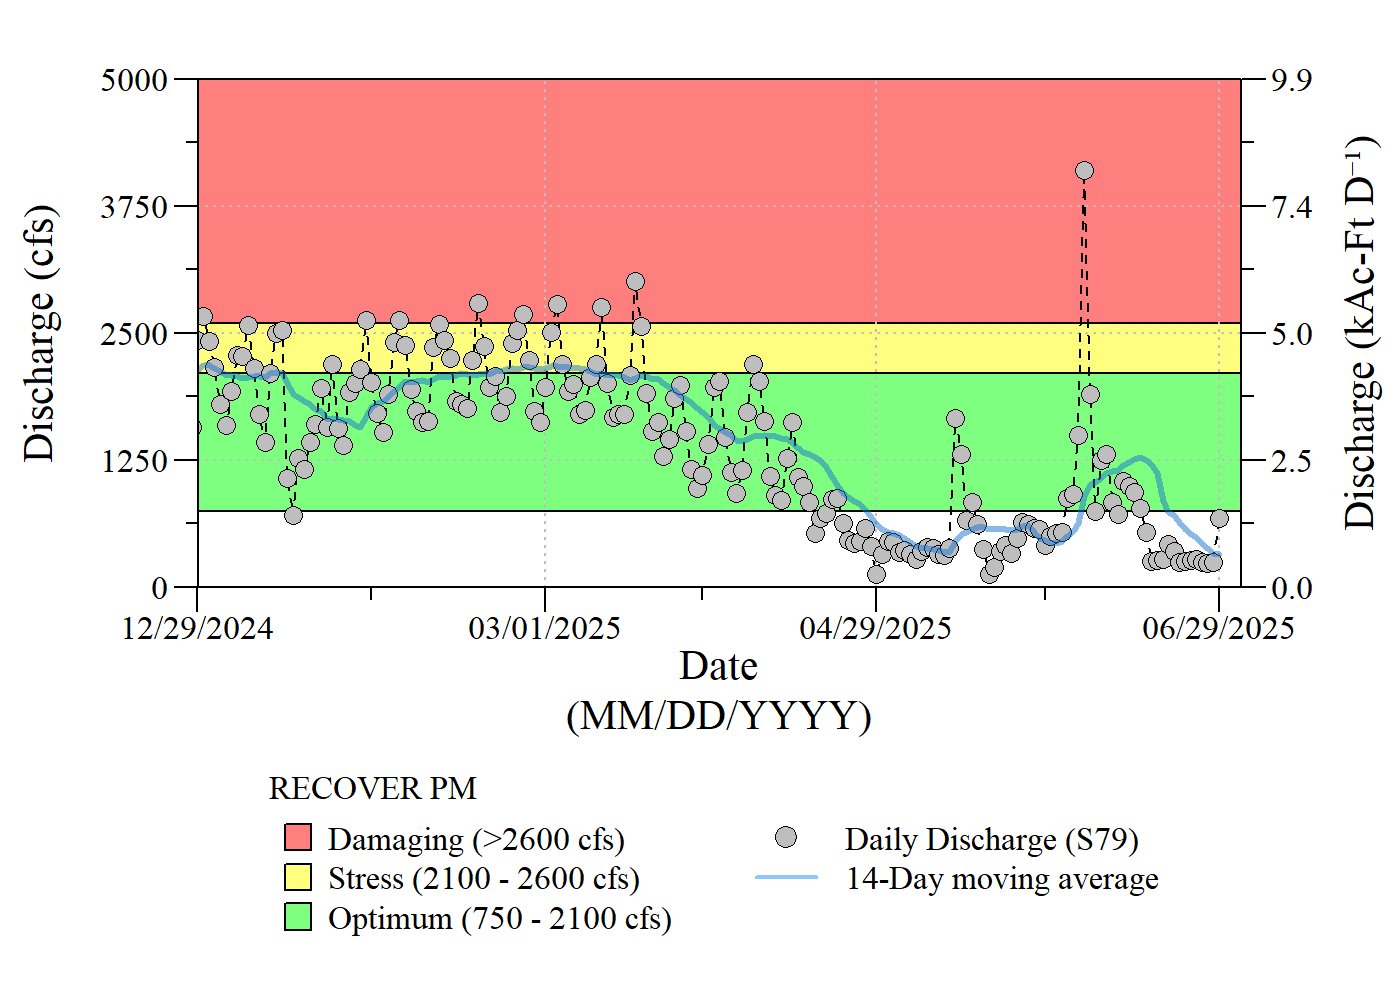 5000
3750
2500
1250
0
Discharge (cfs)
9.9
7.4
5.0
2.5
0.0
Discharge (kAc-Ft D⁻¹)
12/29/2024 03/01/2025 04/29/2025 06/29/2025
Date
(MM/DD/YYYY)
RECOVER PM
Damaging (>2600 cfs)
Stress (2100 - 2600 cfs)
Optimum (750 - 2100 cfs)
Daily Discharge (S79)
14-Day moving average